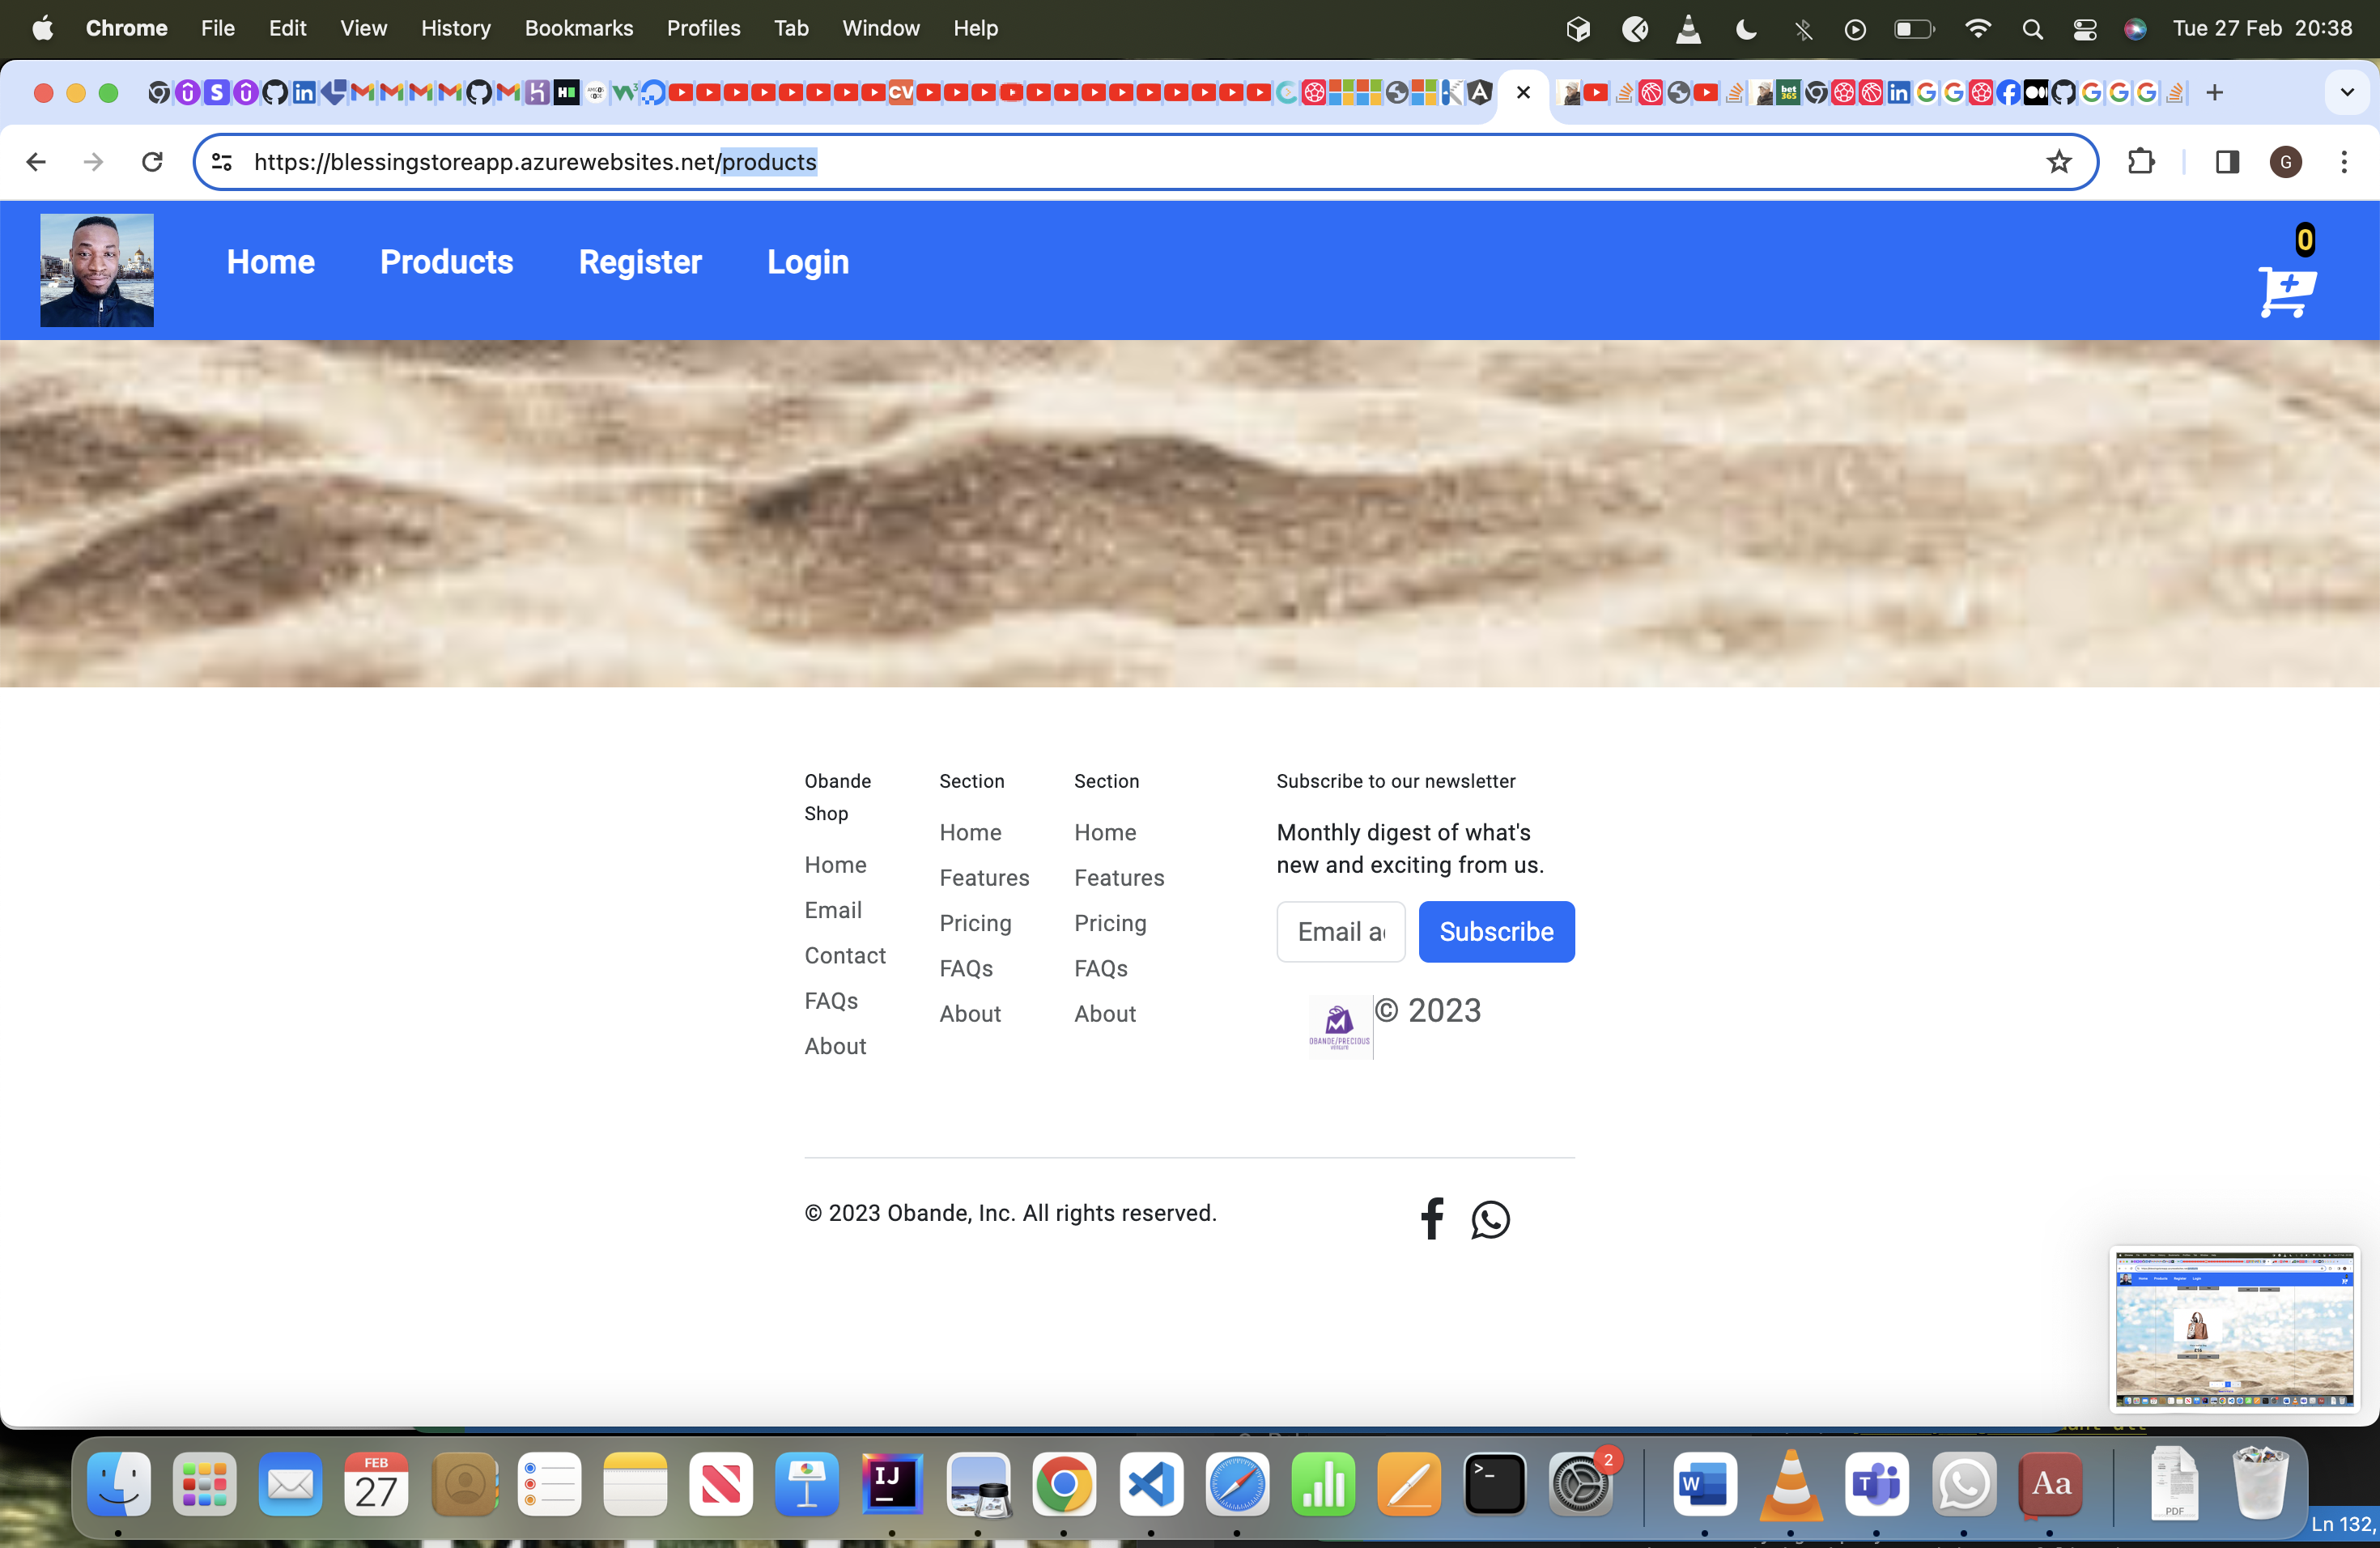 Chrome File Edit View History Bookmarks Profiles Tab Window Help Tue 27 Feb 20:38
https://blessingstoreapp.azurewebsites.net/products
G
Home Products Register Login
0
Obande
Shop
Home
Email
Contact
FAQs
About
Section
Home
Features
Pricing
FAQs
About
Section
Home
Features
Pricing
FAQs
About
Subscribe to our newsletter
Monthly digest of what's
new and exciting from us.
Email a
Subscribe
OBANDE/PRECIOUS
© 2023
© 2023 Obande, Inc. All rights reserved.
FEB
27
IJ
>_
2
W
T
Aa
PDF
Ln 132,